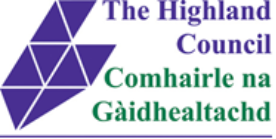 The Highland
Council
Comhairle na
Gàidhealtachd